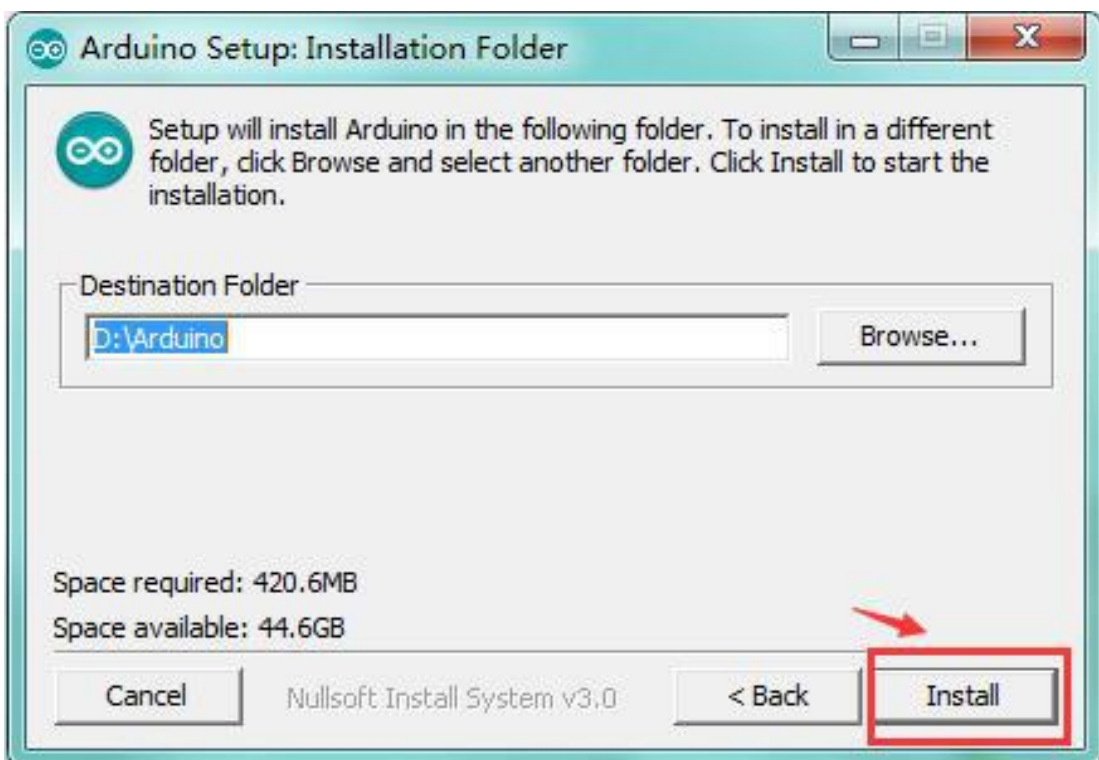 Arduino Setup: Installation Folder
Setup will install Arduino in the following folder. To install in a different
folder, click Browse and select another folder. Click Install to start the
installation.
Destination Folder
D:\Arduino
Browse...
Space required: 420.6MB
Space available: 44.6GB
Cancel
Nullsoft Install System v3.0
< Back
Install